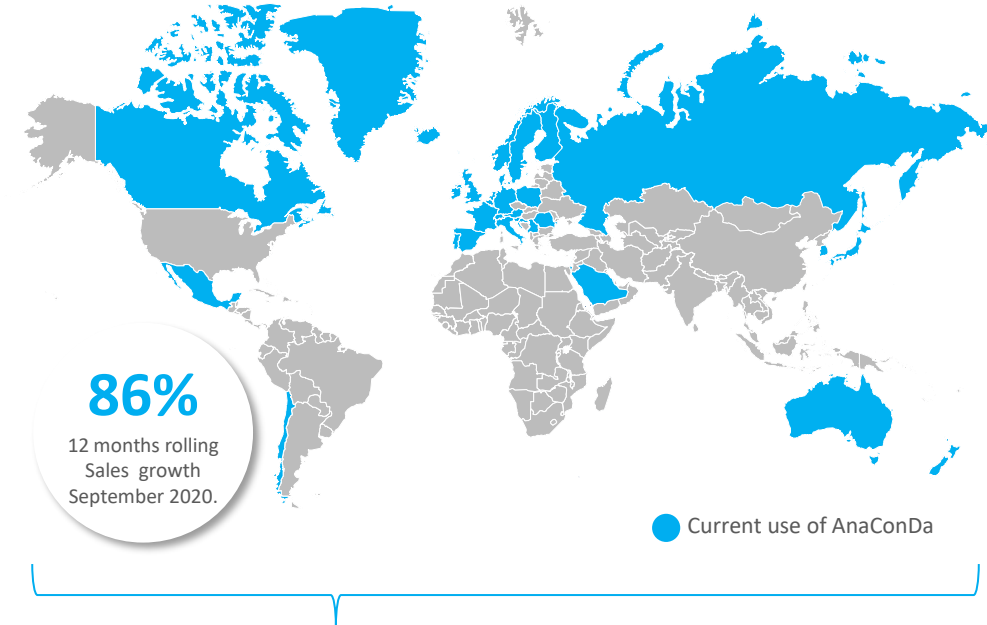 86%
12 months rolling
Sales growth
September 2020.
Current use of AnaConDa